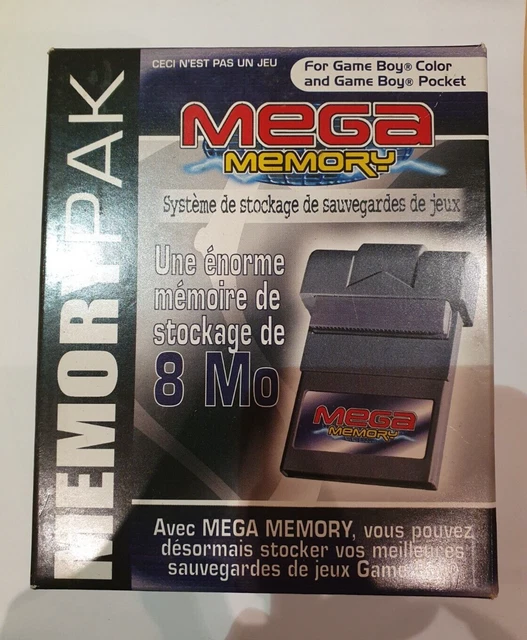 CECI N'EST PAS UN JEU
For Game Boy® Color
and Game Boy® Pocket
MEMORYPAK
MEGA
MEMORY
Système de stockage de sauvegardes de jeux
Une énorme
mémoire de
stockage de
8 Mo
MEGA
MEMORY
Avec MEGA MEMORY, vous pouvez
désormais stocker vos meilleures
sauvegardes de jeux Game